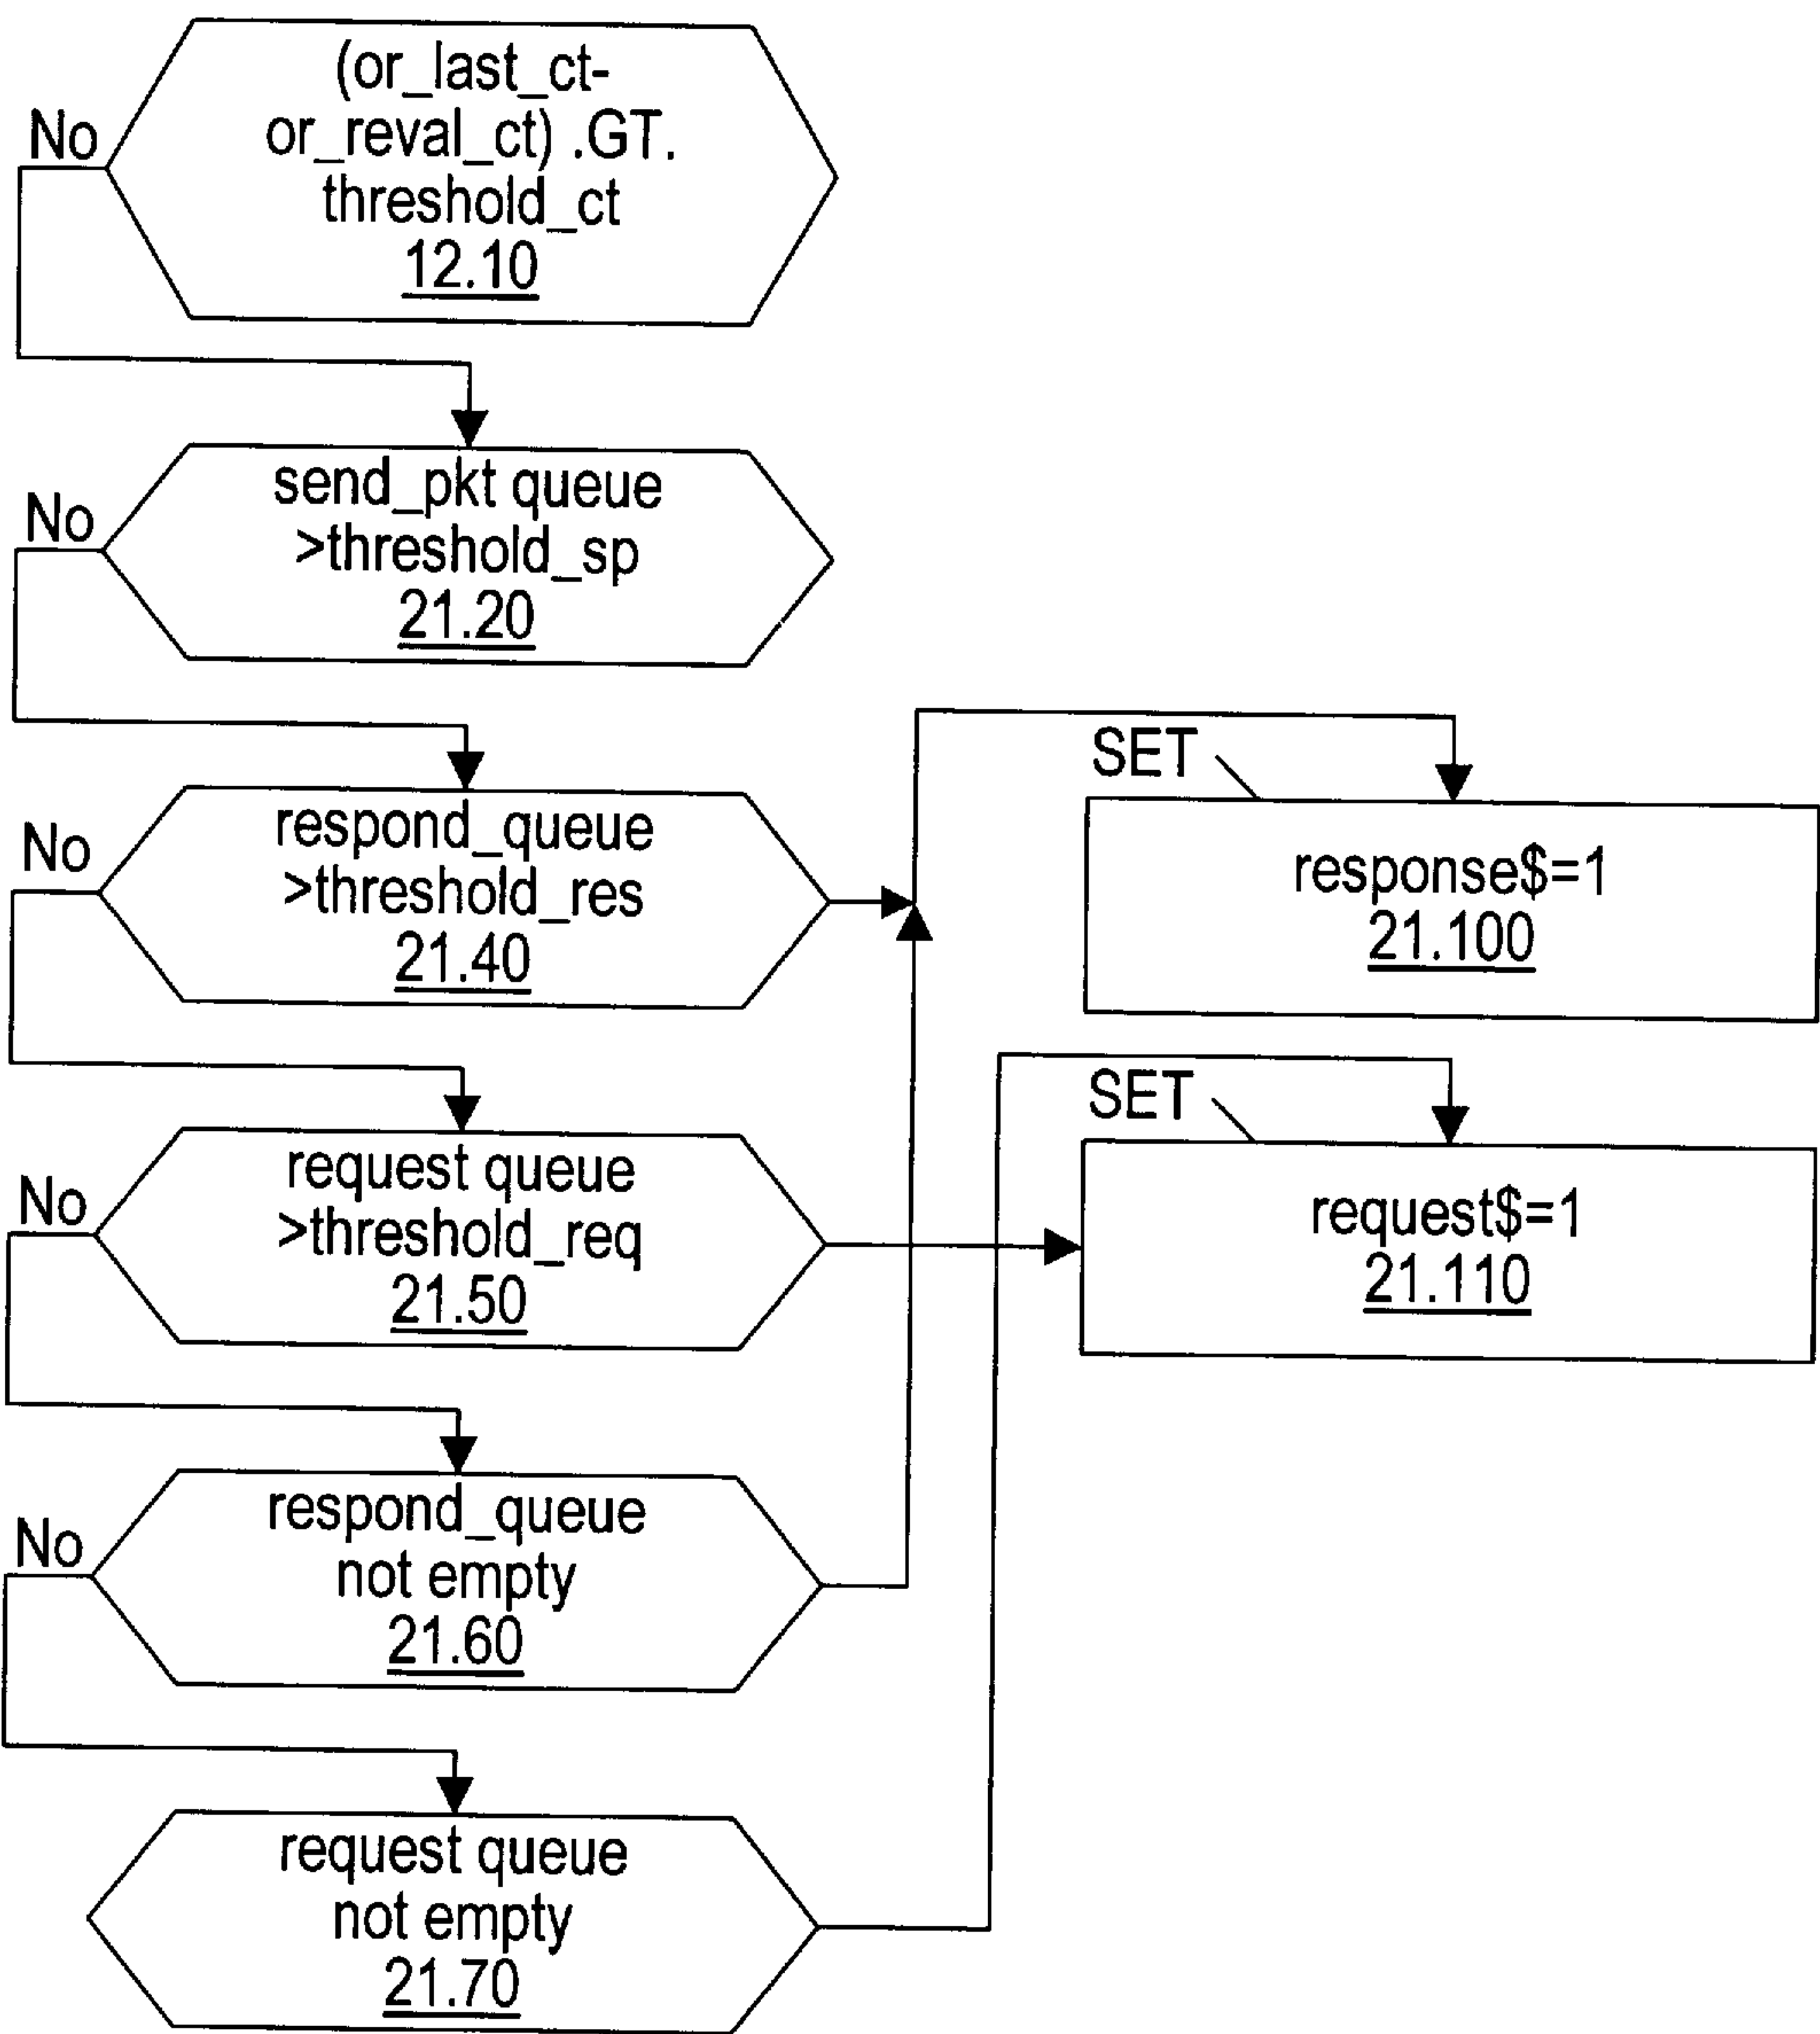 (or_last_ct-
or_reval_ct) .GT.
threshold_ct
12.10
No
send_pkt queue
>threshold_sp
21.20
No
respond_queue
>threshold_res
21.40
No
SET
response$=1
21.100
request queue
>threshold_req
21.50
No
SET
request$=1
21.110
respond_queue
not empty
21.60
No
request queue
not empty
21.70